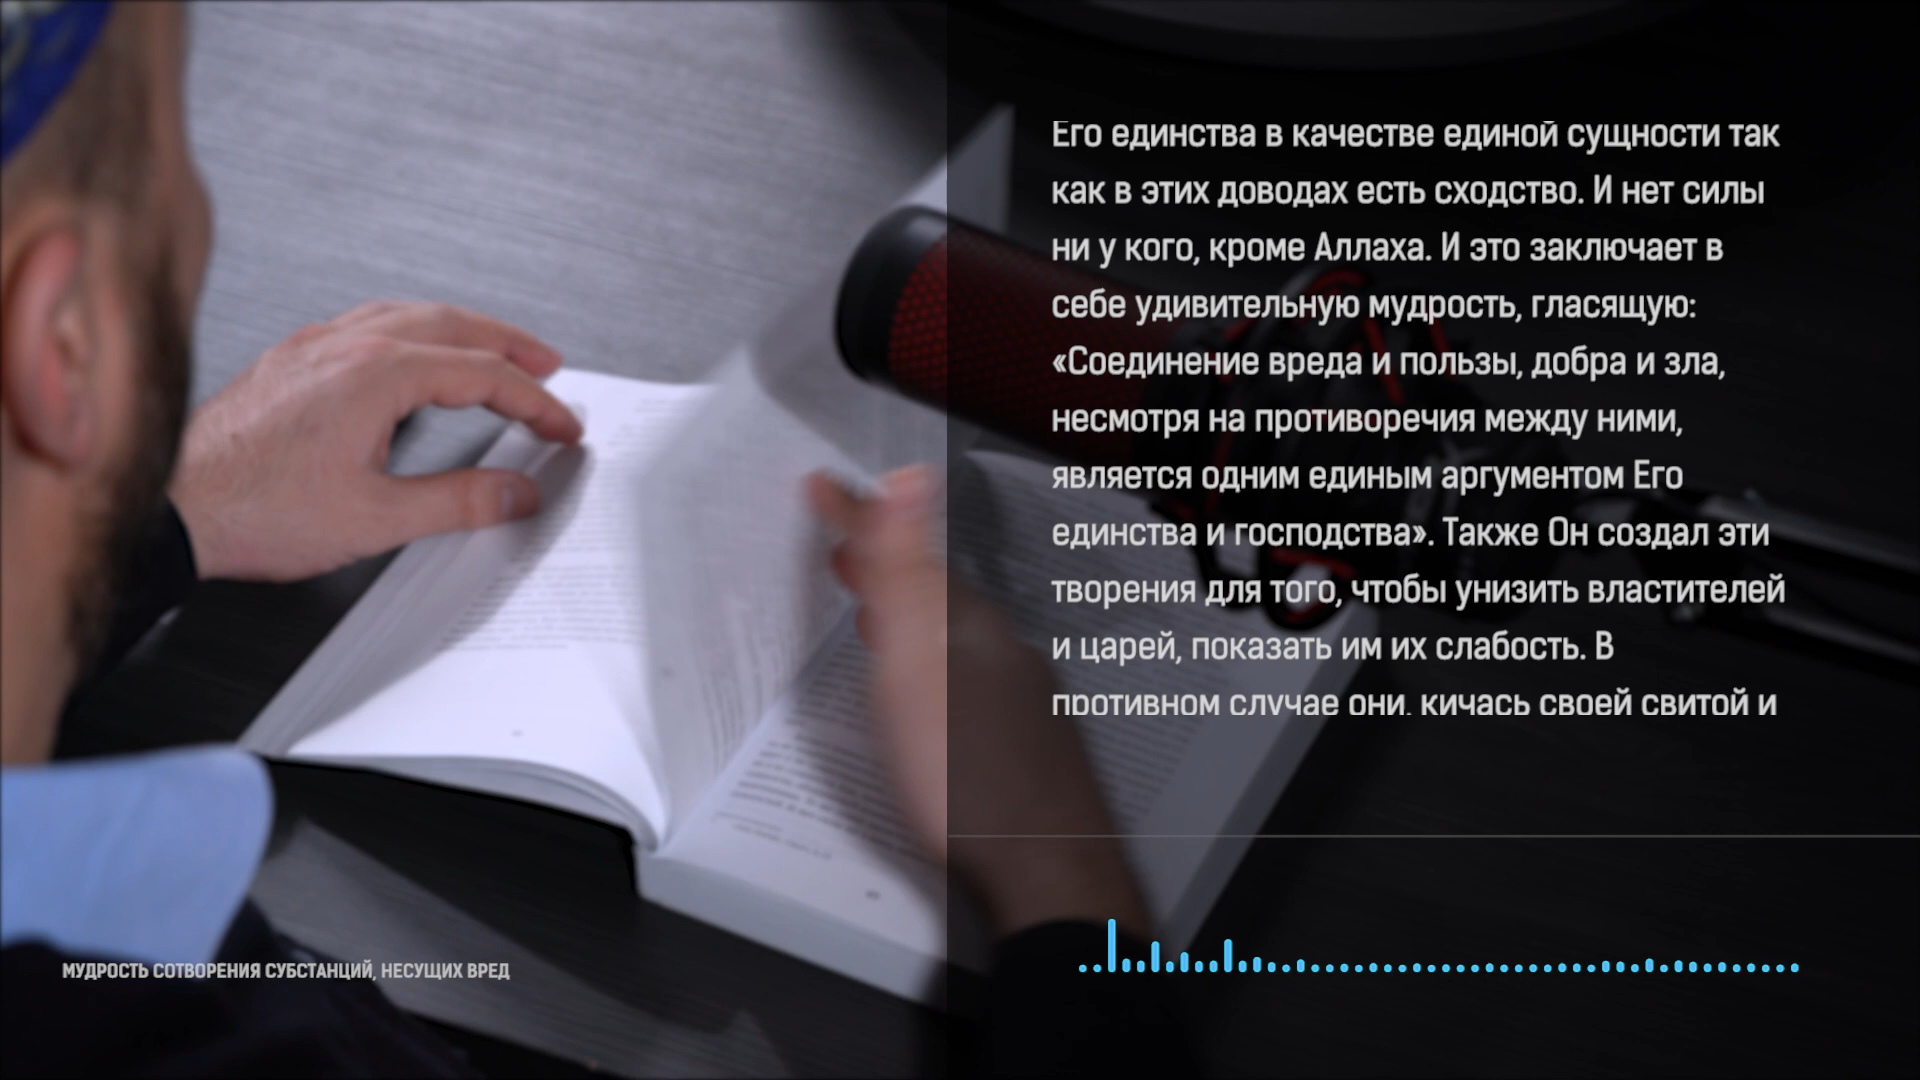 Его единства в качестве единой сущности так
как в этих доводах есть сходство. И нет силы
ни у кого, кроме Аллаха. И это заключает в
себе удивительную мудрость, гласящую:
«Соединение вреда и пользы, добра и зла,
несмотря на противоречия между ними,
является одним единым аргументом Его
единства и господства». Также Он создал эти
творения для того, чтобы унизить властителей
и царей, показать им их слабость. В
противном случае они, кичась своей свитой и
МУДРОСТЬ СОТВОРЕНИЯ СУБСТАНЦИЙ, НЕСУЩИХ ВРЕД